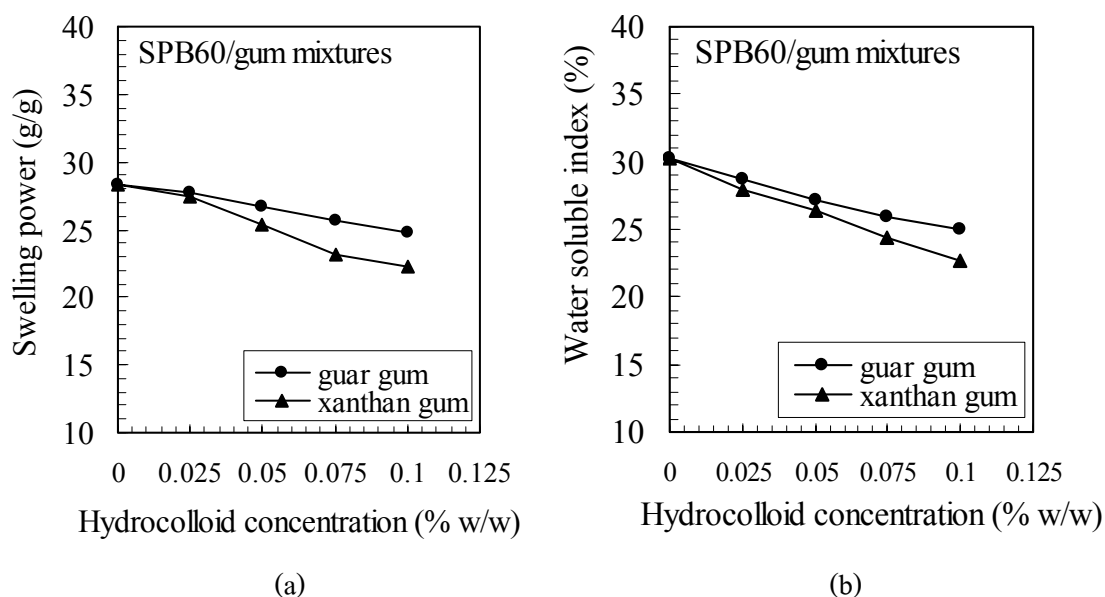 SPB60/gum mixtures
Swelling power (g/g)
40
35
30
25
20
15
10
guar gum
xanthan gum
0 0.025 0.05 0.075 0.1 0.125
Hydrocolloid concentration (% w/w)
(a)
SPB60/gum mixtures
Water soluble index (%)
40
35
30
25
20
15
10
guar gum
xanthan gum
0 0.025 0.05 0.075 0.1 0.125
Hydrocolloid concentration (% w/w)
(b)